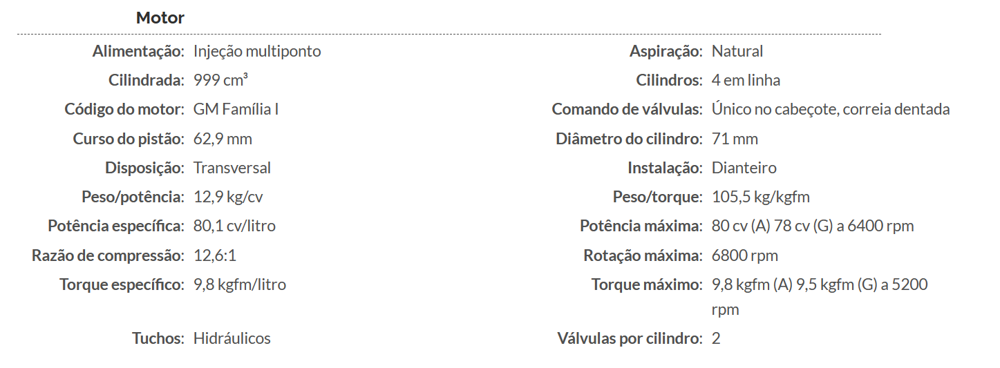 Motor
Alimentação: Injeção multiponto
Aspiração: Natural
Cilindrada: 999 cm³
Cilindros: 4 em linha
Código do motor: GM Família I
Comando de válvulas: Único no cabeçote, correia dentada
Curso do pistão: 62,9 mm
Diâmetro do cilindro: 71 mm
Disposição: Transversal
Instalação: Dianteiro
Peso/potência: 12,9 kg/cv
Peso/torque: 105,5 kg/kgfm
Potência específica: 80,1 cv/litro
Potência máxima: 80 cv (A) 78 cv (G) a 6400 rpm
Razão de compressão: 12,6:1
Rotação máxima: 6800 rpm
Torque específico: 9,8 kgfm/litro
Torque máximo: 9,8 kgfm (A) 9,5 kgfm (G) a 5200
rpm
Tuchos: Hidráulicos
Válvulas por cilindro: 2